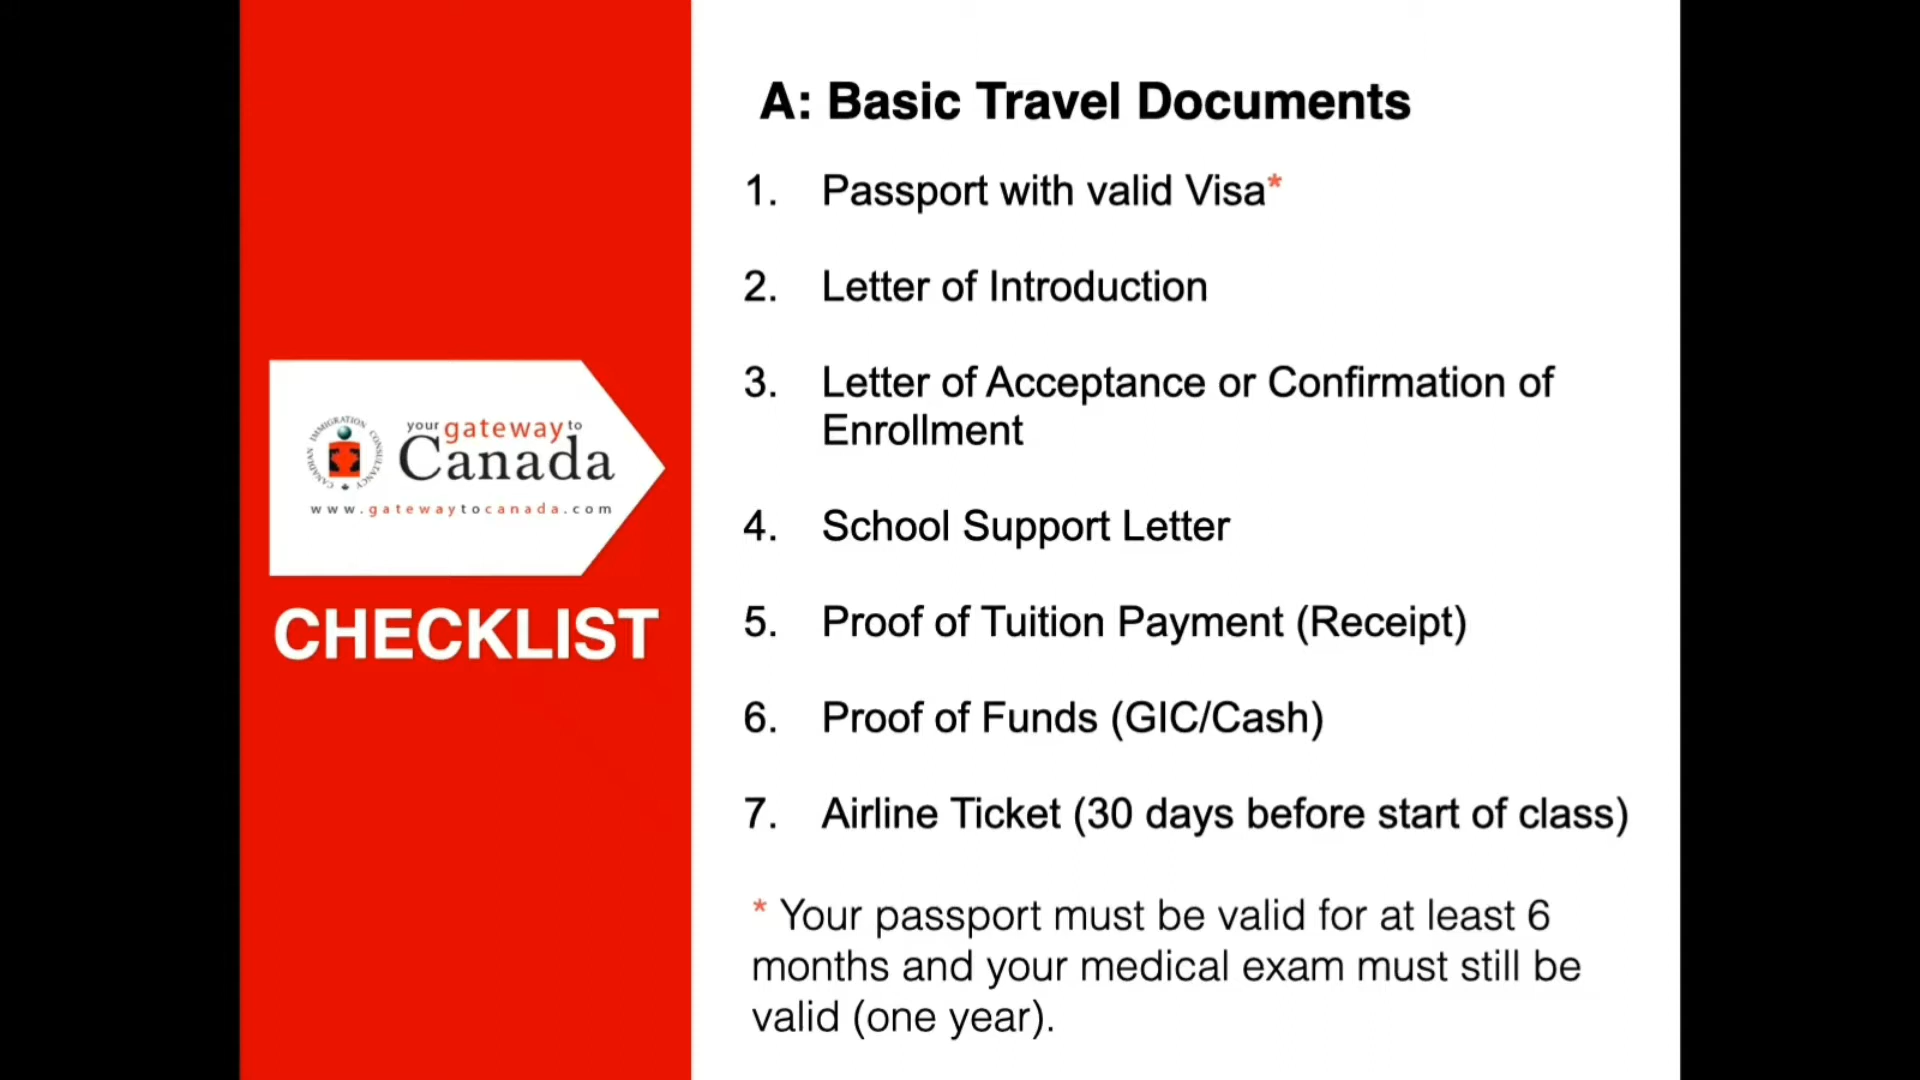 A: Basic Travel Documents
1. Passport with valid Visa*
2. Letter of Introduction
3. Letter of Acceptance or Confirmation of
Enrollment
4. School Support Letter
5. Proof of Tuition Payment (Receipt)
6. Proof of Funds (GIC/Cash)
7. Airline Ticket (30 days before start of class)
* Your passport must be valid for at least 6
months and your medical exam must still be
valid (one year).
CANADIAN IMMIGRATION CONSULTANCY
your gateway to
Canada
www.gatewaytocanada.com
CHECKLIST